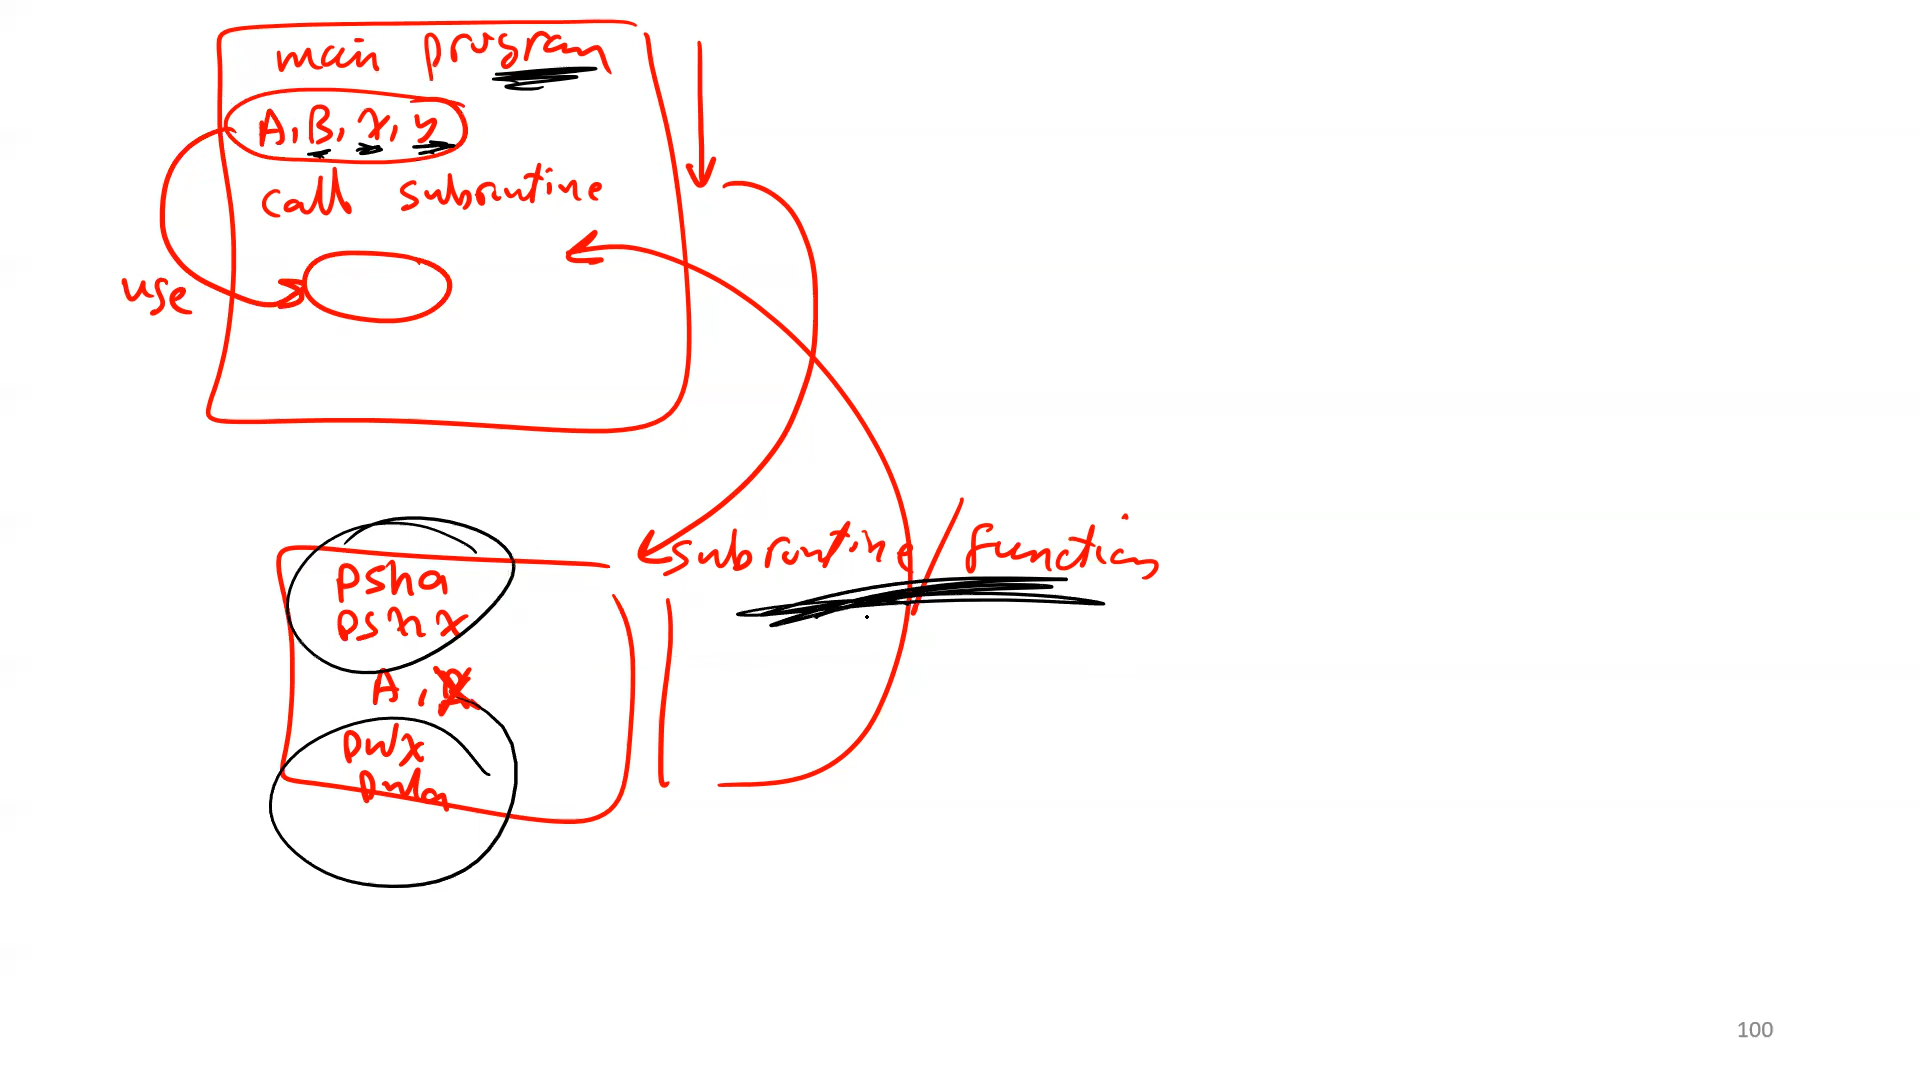 main program
A, B, x, y
call subroutine
use
subroutine / function
psha
pshx
A,
pulx
pula
100